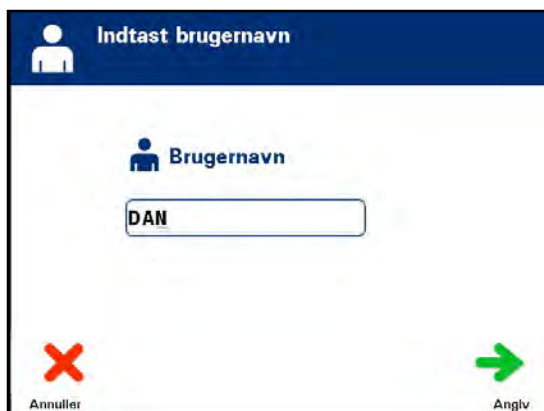 Indtast brugernavn
Brugernavn
DAN
Annuller
Angiv